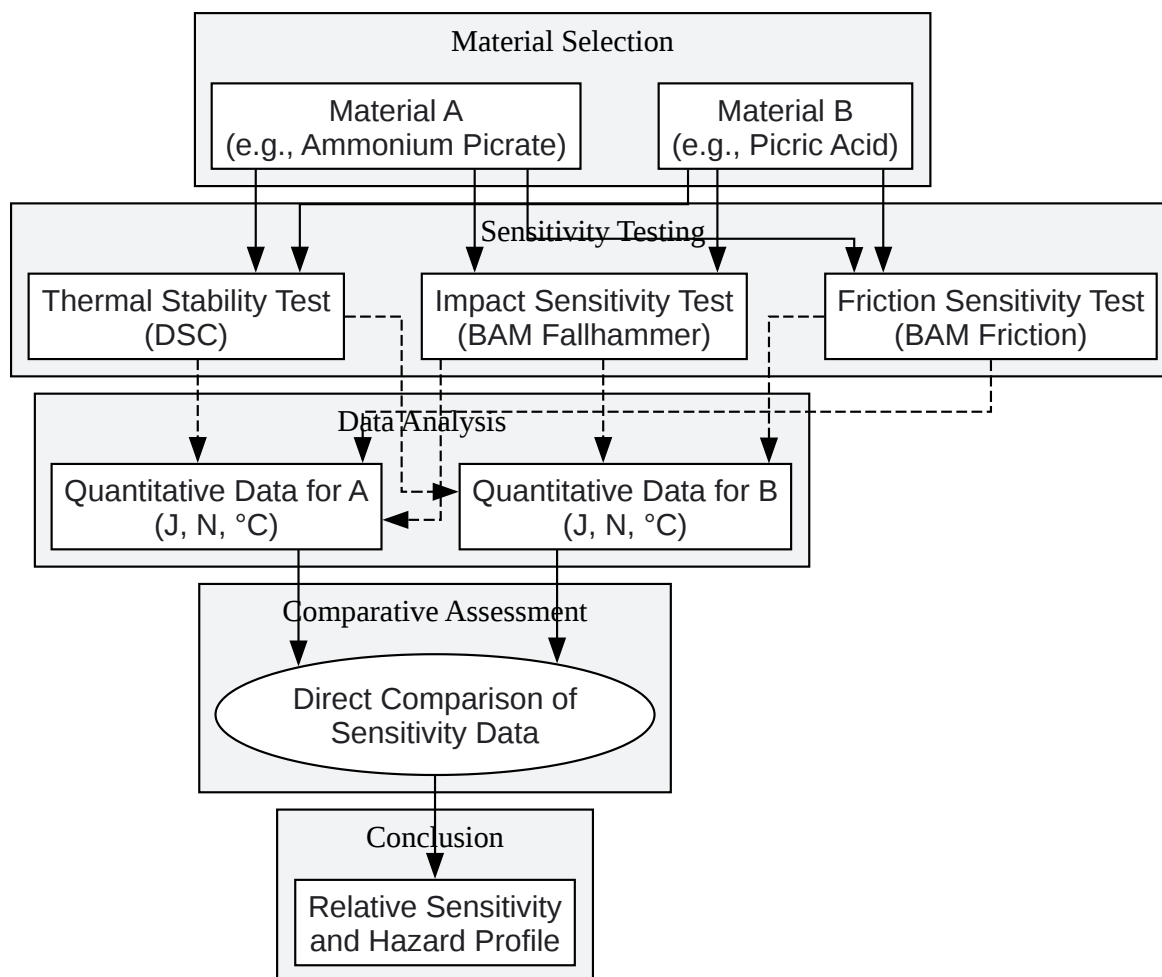 Material Selection
Material A
(e.g., Ammonium Picrate)
Material B
(e.g., Picric Acid)
Sensitivity Testing
Thermal Stability Test
(DSC)
Impact Sensitivity Test
(BAM Fallhammer)
Friction Sensitivity Test
(BAM Friction)
Data Analysis
Quantitative Data for A
(J, N, °C)
Quantitative Data for B
(J, N, °C)
Comparative Assessment
Direct Comparison of
Sensitivity Data
Conclusion
Relative Sensitivity
and Hazard Profile